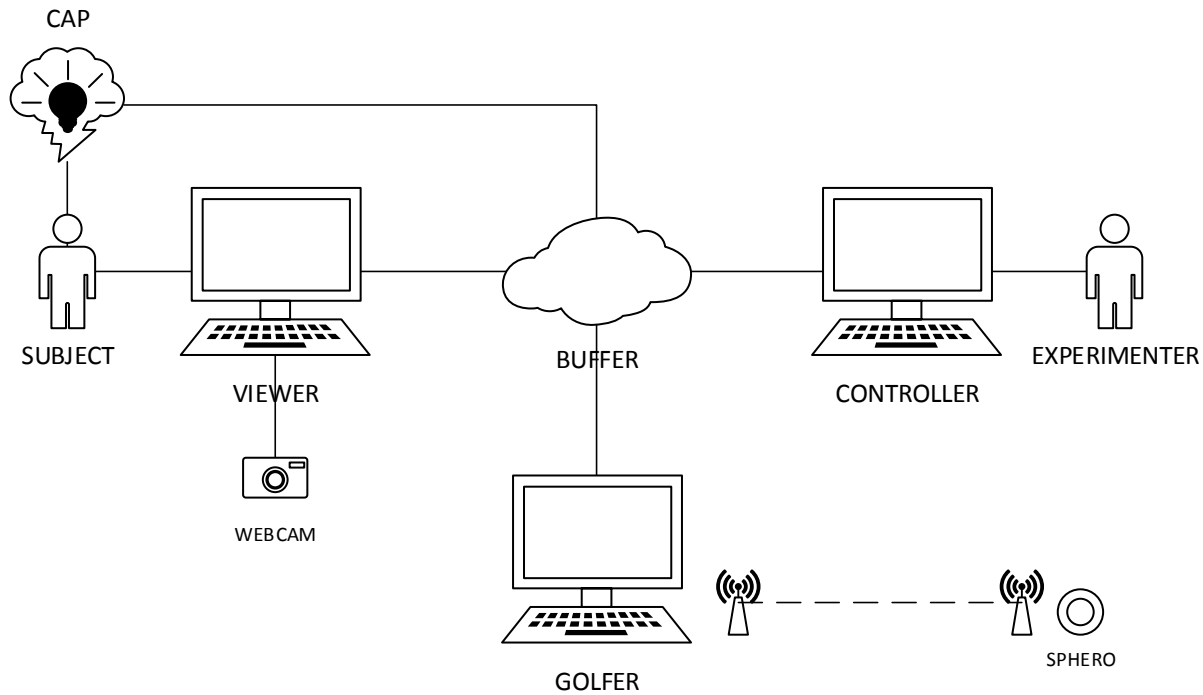 CAP
SUBJECT
VIEWER
BUFFER
CONTROLLER
EXPERIMENTER
WEBCAM
GOLFER
SPHERO